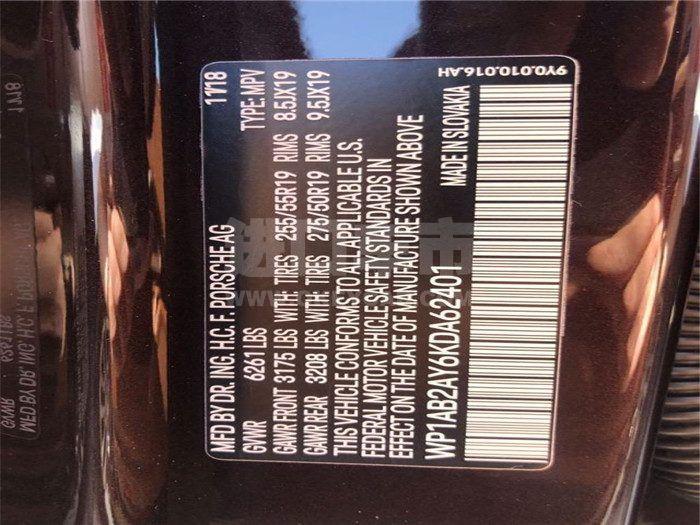 MFD BY DR. ING. H.C. F. PORSCHE AG 11/18
GVWR 6261 LBS TYPE: MPV
GAWR FRONT 3175 LBS WITH TIRES 255/55R19 RIMS 8.5JX19
GAWR REAR 3208 LBS WITH TIRES 275/50R19 RIMS 9.5JX19
THIS VEHICLE CONFORMS TO ALL APPLICABLE U.S.
FEDERAL MOTOR VEHICLE SAFETY STANDARDS IN
EFFECT ON THE DATE OF MANUFACTURE SHOWN ABOVE
WP1AB2AY6KDA62401 MADE IN SLOVAKIA
9Y0.010.016.AH